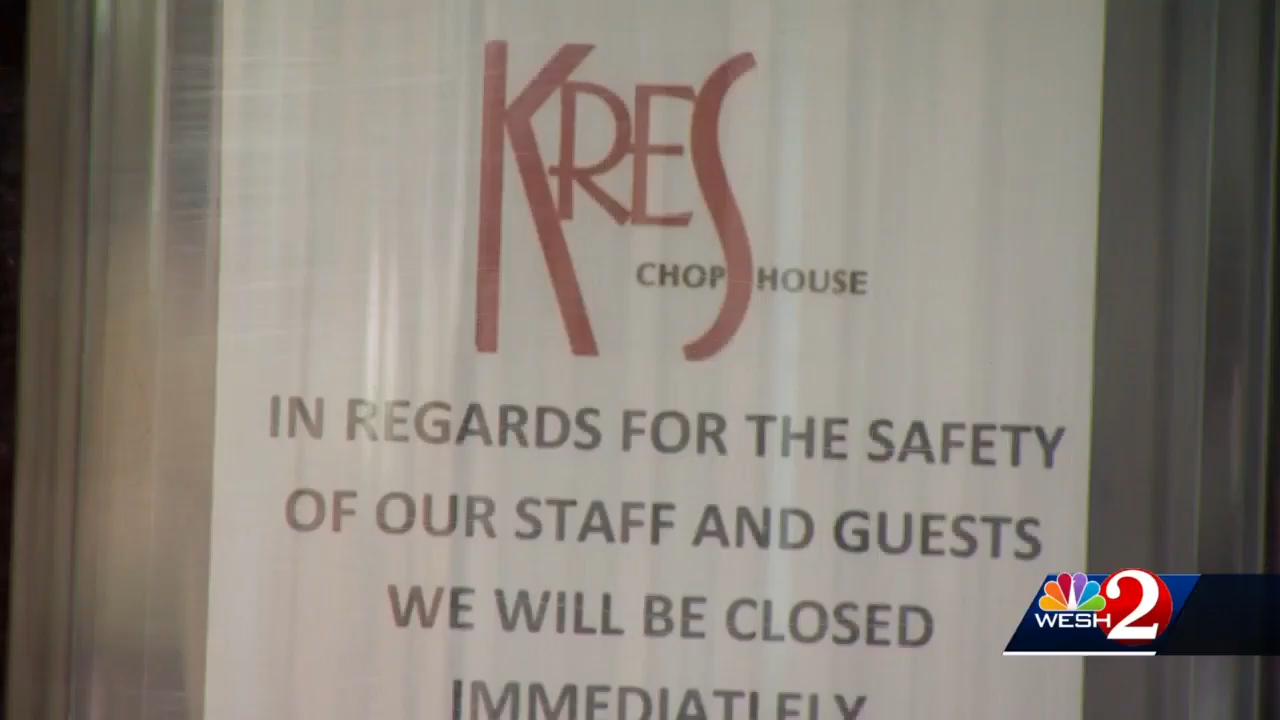 KRES
CHOP HOUSE
IN REGARDS FOR THE SAFETY
OF OUR STAFF AND GUESTS
WE WILL BE CLOSED
IMMEDIATLELY
WESH 2